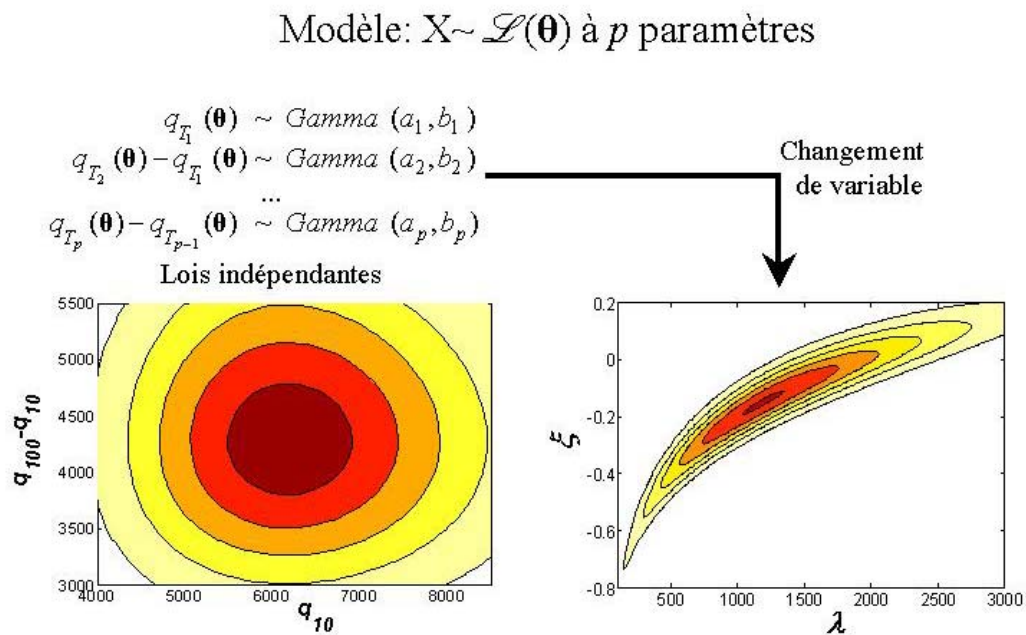 Modèle: X~ ℒ(θ) à p paramètres
q_{T_1} (θ) ~ Gamma (a_1,b_1)
q_{T_2} (θ) − q_{T_1} (θ) ~ Gamma (a_2,b_2)
...
q_{T_p} (θ) − q_{T_{p−1}} (θ) ~ Gamma (a_p,b_p)
Lois indépendantes
Changement
de variable
5500
5000
4500
4000
3500
3000
q_{100}-q_{10}
4000 5000 6000 7000 8000
q_{10}
0.2
0
-0.2
-0.4
-0.6
-0.8
ξ
500 1000 1500 2000 2500 3000
λ